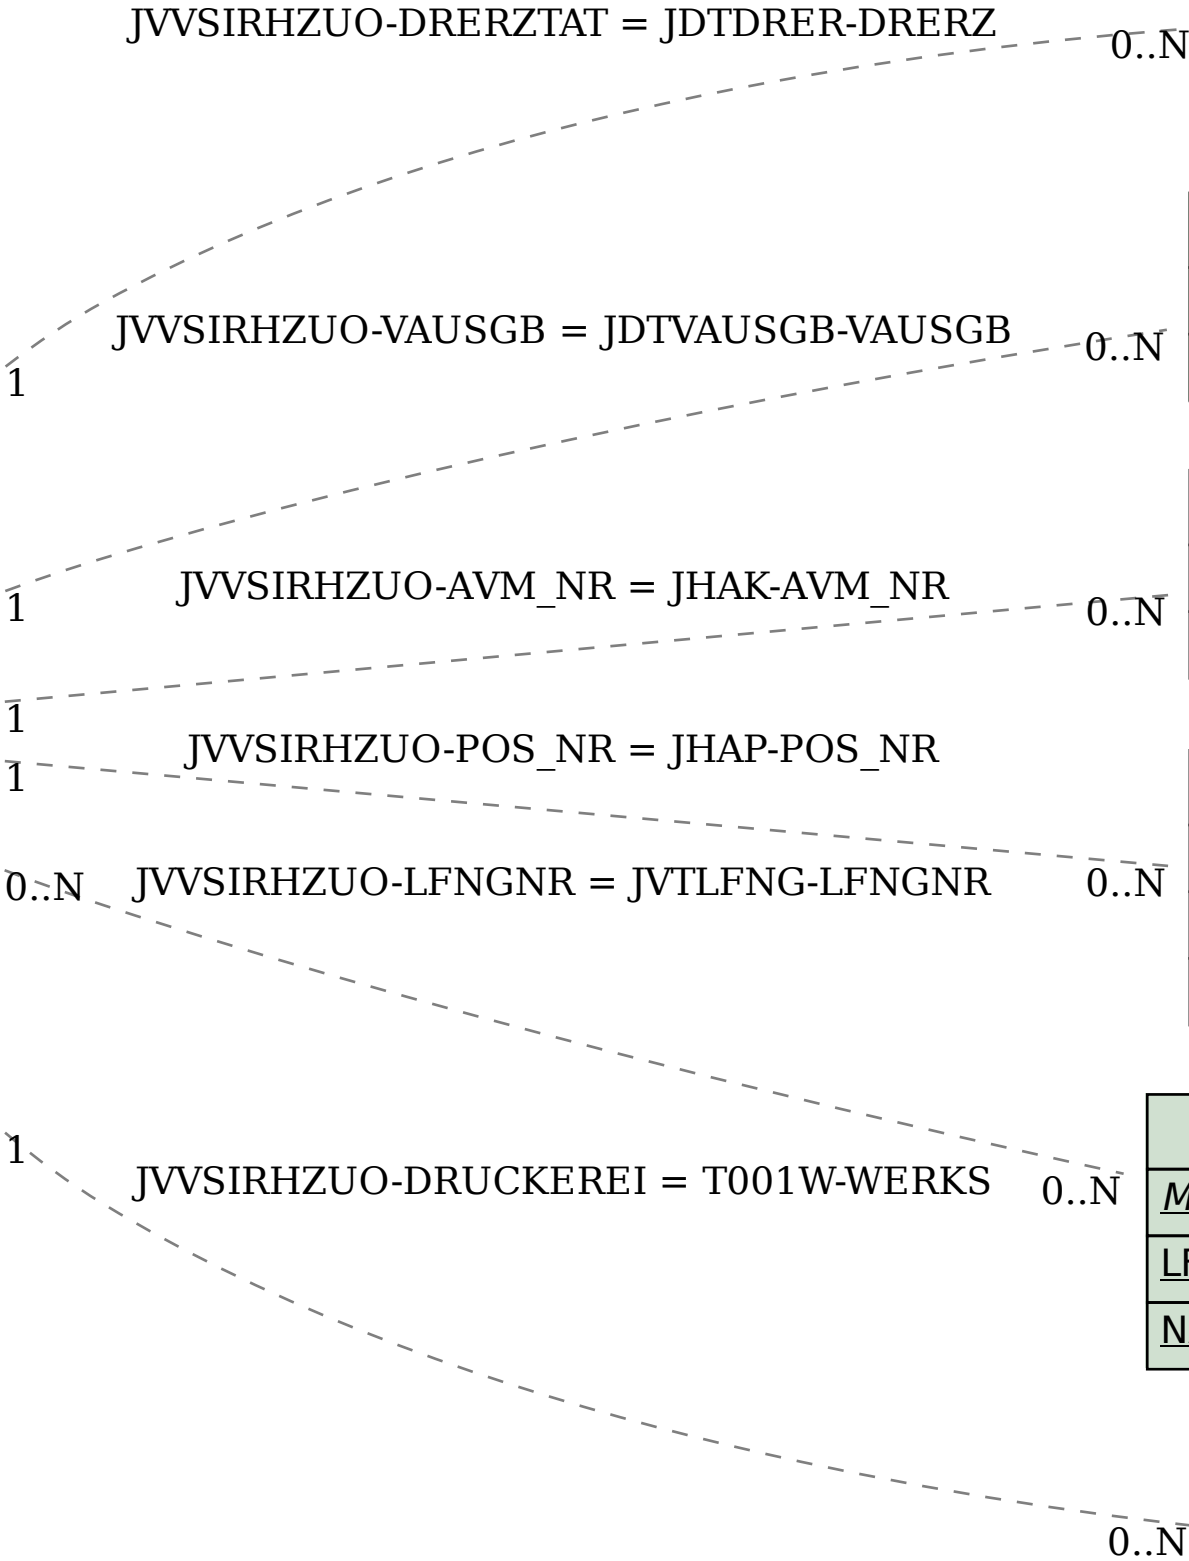 JVVSIRHZUO-DRERZTAT = JDTDRER-DRERZ
0..N
JVVSIRHZUO-VAUSGB = JDTVAUSGB-VAUSGB
0..N
1
JVVSIRHZUO-AVM_NR = JHAK-AVM_NR
0..N
1
1
JVVSIRHZUO-POS_NR = JHAP-POS_NR
1
0..N
JVVSIRHZUO-LFNGNR = JVTLFNG-LFNGNR
0..N
1
JVVSIRHZUO-DRUCKEREI = T001W-WERKS
0..N
0..N